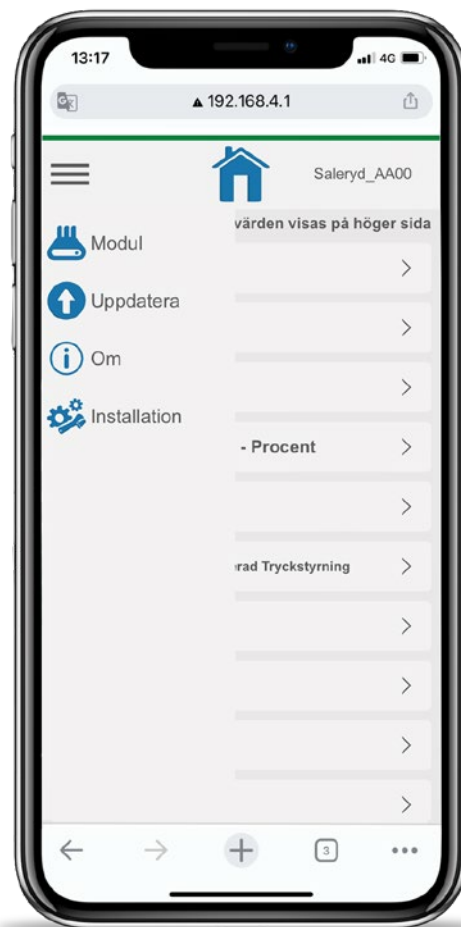 13:17
4G
192.168.4.1
Saleryd_AA00
värden visas på höger sida
Modul
Uppdatera
Om
Installation
- Procent
rad Tryckstyrning
3